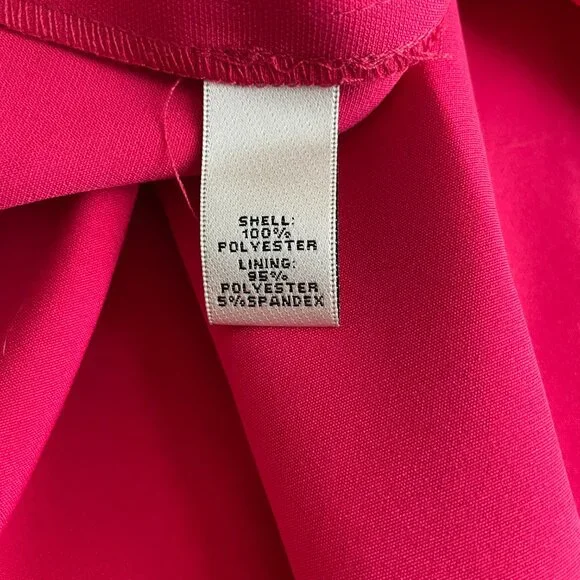 SHELL:
100%
POLYESTER
LINING:
95%
POLYESTER
5%SPANDEX